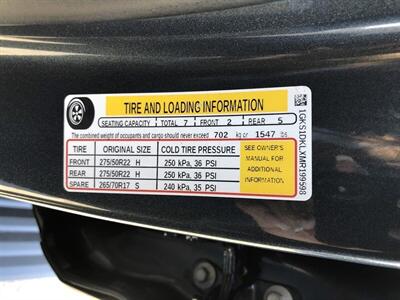 TIRE AND LOADING INFORMATION
SEATING CAPACITY TOTAL 7 FRONT 2 REAR 5
The combined weight of occupants and cargo should never exceed 702 kg or 1547 lbs
TIRE ORIGINAL SIZE COLD TIRE PRESSURE
FRONT 275/50R22 H 250 kPa, 36 PSI
REAR 275/50R22 H 250 kPa, 36 PSI
SPARE 265/70R17 S 240 kPa, 35 PSI
SEE OWNER'S
MANUAL FOR
ADDITIONAL
INFORMATION
1GKS1DKLXMR199598